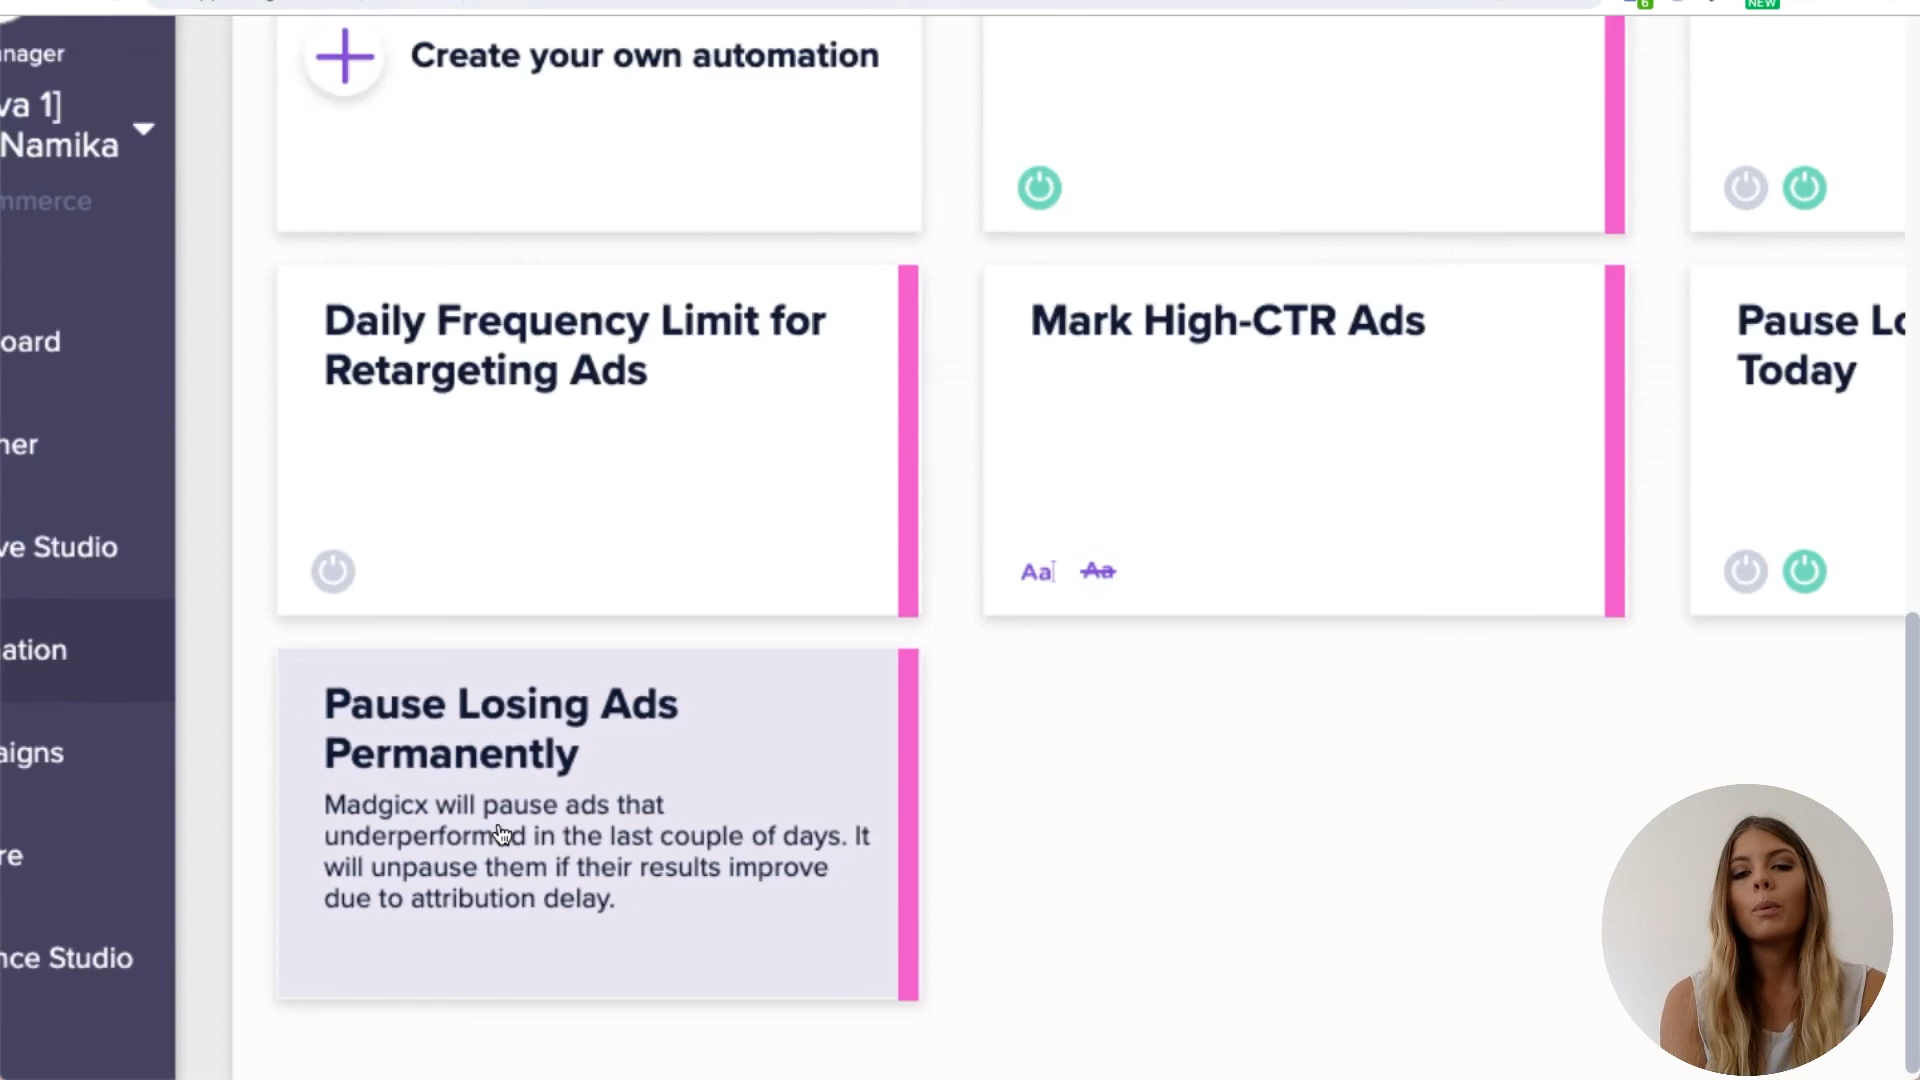 6
NEW
nager
va 1]
Namika
mmerce
oard
ner
ve Studio
ation
aigns
re
nce Studio
Create your own automation
Daily Frequency Limit for
Retargeting Ads
Aa
Mark High-CTR Ads
Aa
Pause Lo
Today
Pause Losing Ads
Permanently
Madgicx will pause ads that
underperformed in the last couple of days. It
will unpause them if their results improve
due to attribution delay.